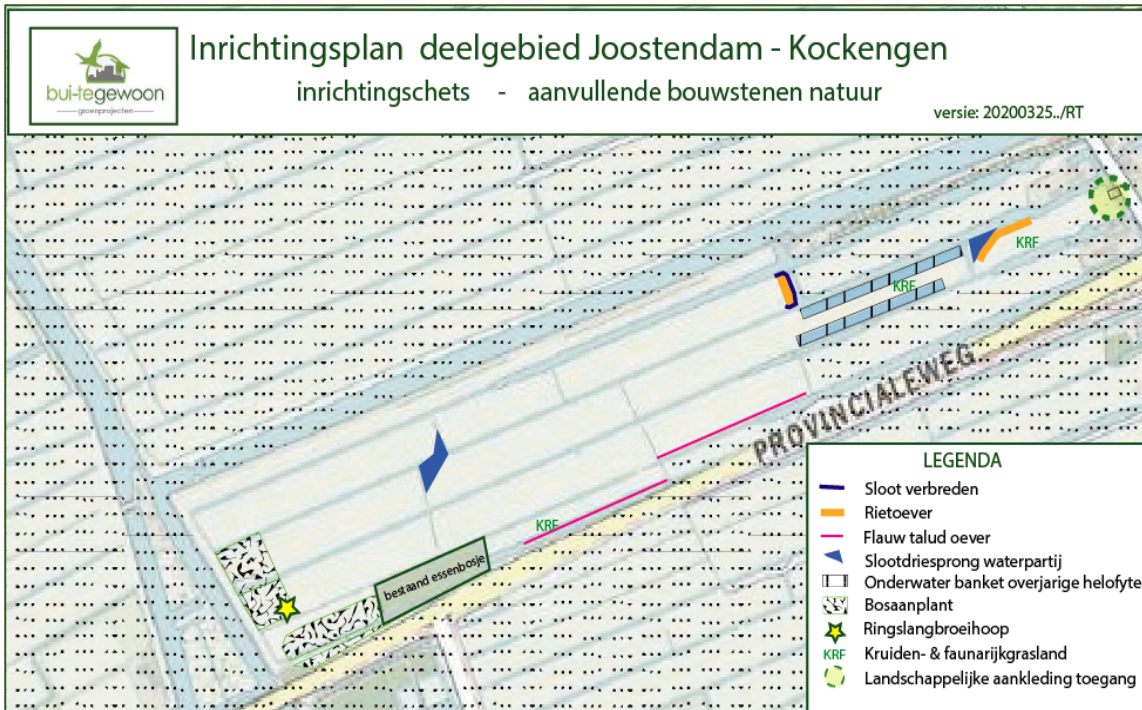 Inrichtingsplan deelgebied Joostendam - Kockengen
inrichtingschets - aanvullende bouwstenen natuur
versie: 20200325../RT
bui-tegewoon
groenprojecten
KRF
KRF
KRF
PROVINCIALEWEG
bestaand essenbosje
LEGENDA
Sloot verbreden
Rietoever
Flauw talud oever
Slootdriesprong waterpartij
Onderwater banket overjarige helofyte
Bosaanplant
Ringslangbroeihoop
KRF Kruiden- & faunarijkgrasland
Landschappelijke aankleding toegang